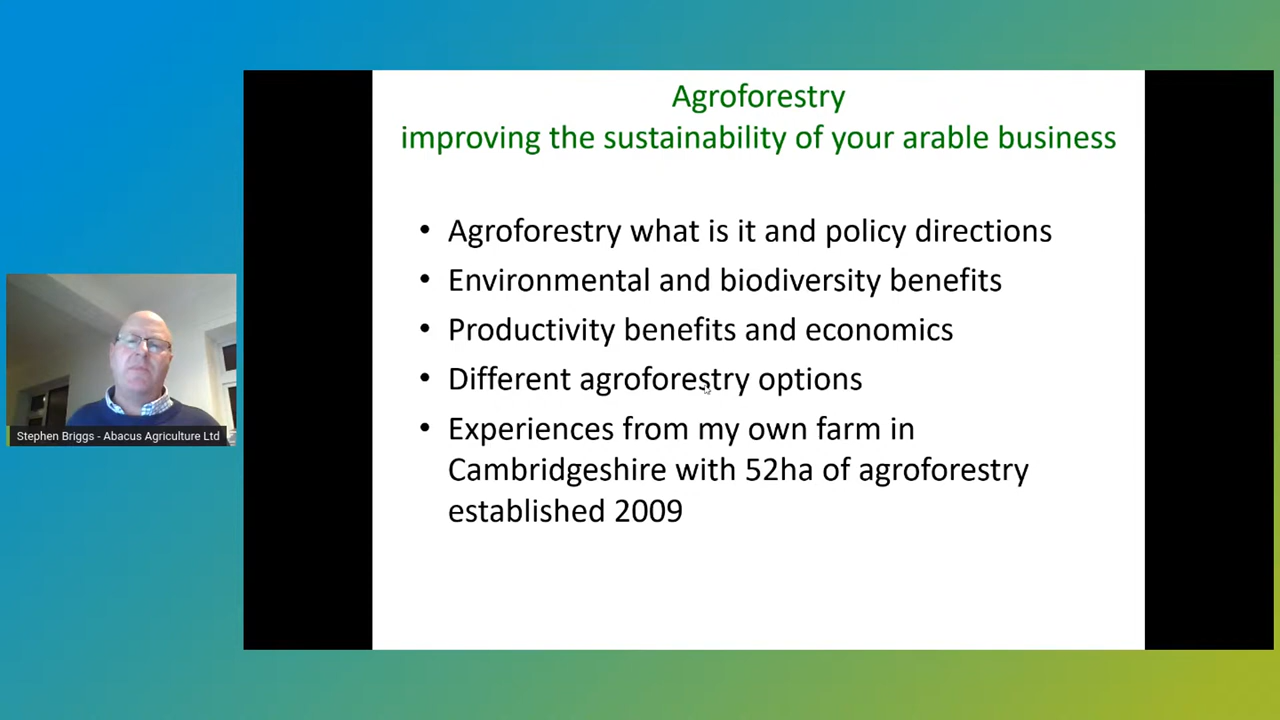 Agroforestry
improving the sustainability of your arable business
• Agroforestry what is it and policy directions
• Environmental and biodiversity benefits
• Productivity benefits and economics
• Different agroforestry options
• Experiences from my own farm in
Cambridgeshire with 52ha of agroforestry
established 2009
Stephen Briggs - Abacus Agriculture Ltd